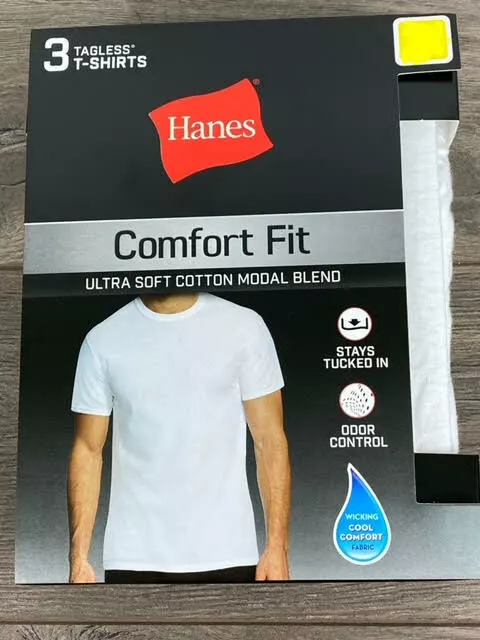 3 TAGLESS®
T-SHIRTS
Hanes®
Comfort Fit
ULTRA SOFT COTTON MODAL BLEND
STAYS
TUCKED IN
ODOR
CONTROL
WICKING
COOL
COMFORT
FABRIC